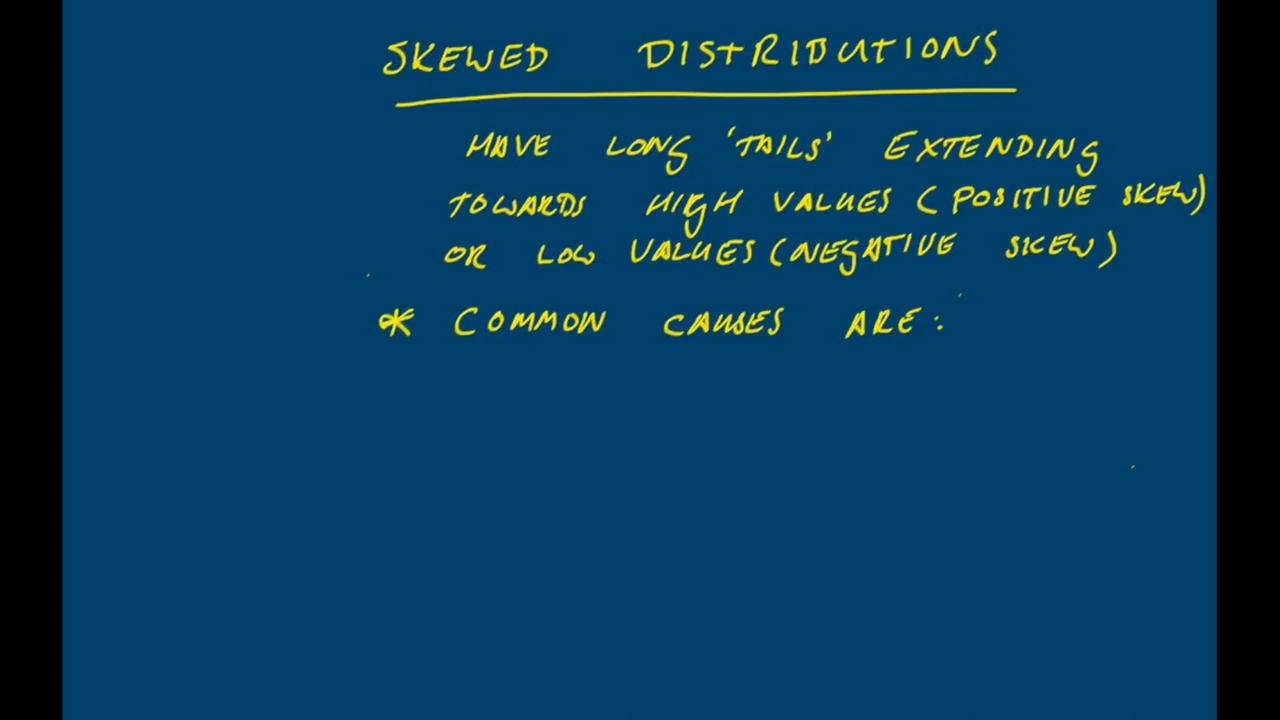 SKEWED DISTRIBUTIONS
HAVE LONG 'TAILS' EXTENDING
TOWARDS HIGH VALUES (POSITIVE SKEW)
OR LOW VALUES (NEGATIVE SKEW)
* COMMON CAUSES ARE: